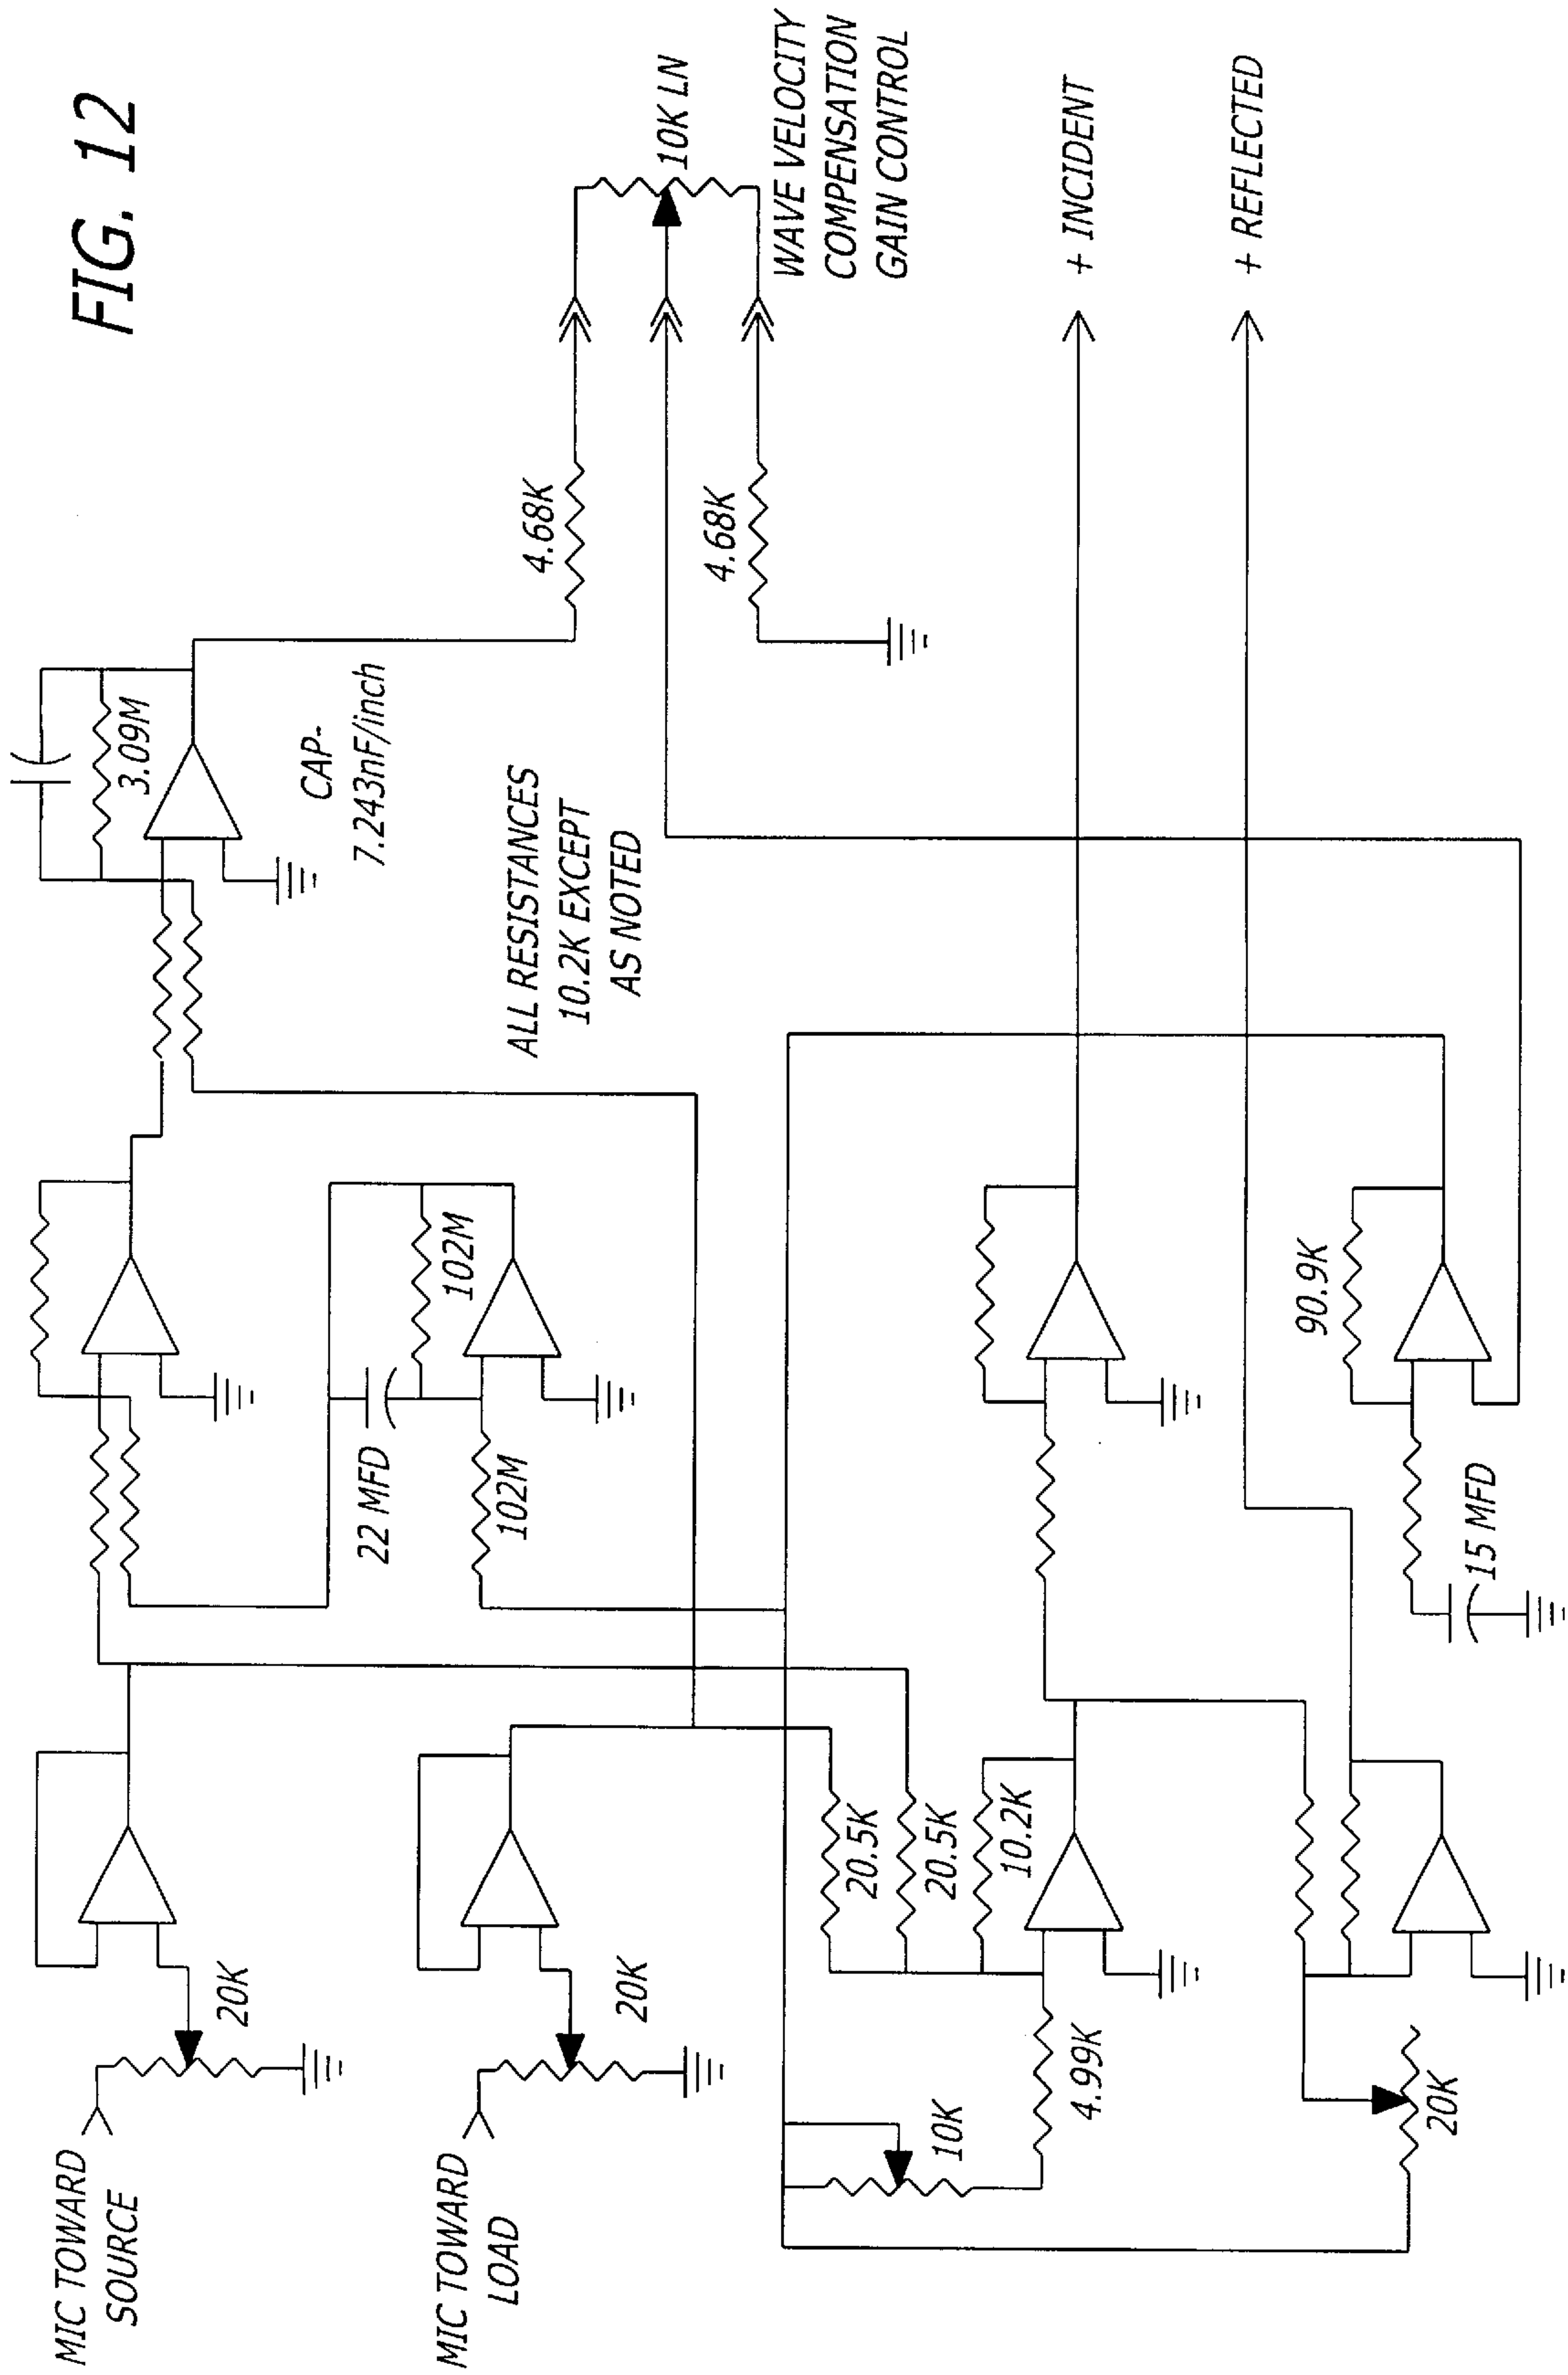 FIG. 12
MIC TOWARD
SOURCE
20K
MIC TOWARD
LOAD
20K
22 MFD
102M
102M
3.09M
CAP-
7.243nF/inch
ALL RESISTANCES
10.2K EXCEPT
AS NOTED
4.68K
4.68K
10K LN
WAVE VELOCITY
COMPENSATION
GAIN CONTROL
10K
4.99K
20.5K
20.5K
10.2K
20K
15 MFD
90.9K
+ INCIDENT
+ REFLECTED